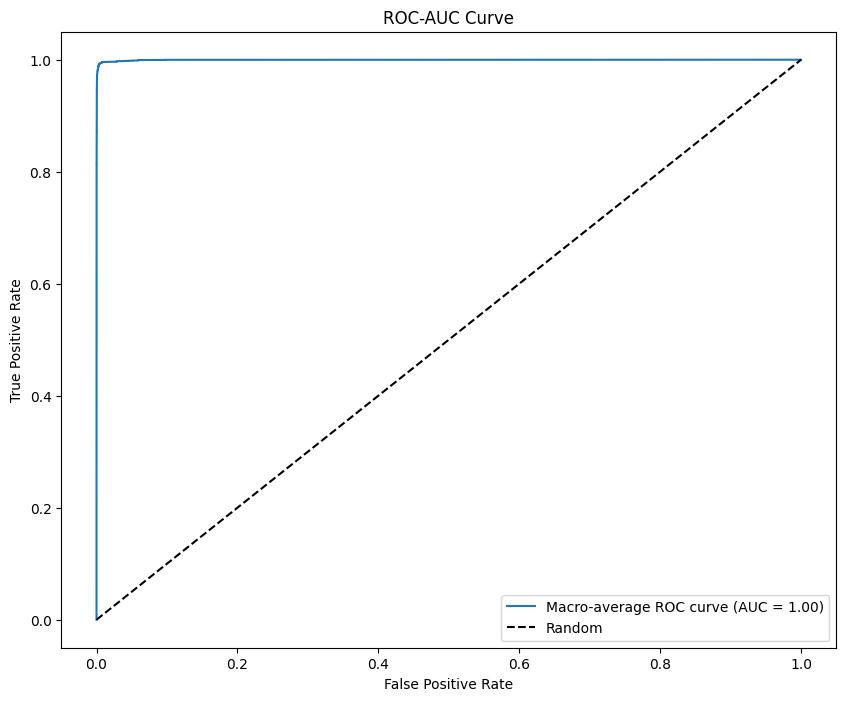 ROC-AUC Curve
True Positive Rate
1.0
0.8
0.6
0.4
0.2
0.0
Macro-average ROC curve (AUC = 1.00)
Random
0.0 0.2 0.4 0.6 0.8 1.0
False Positive Rate